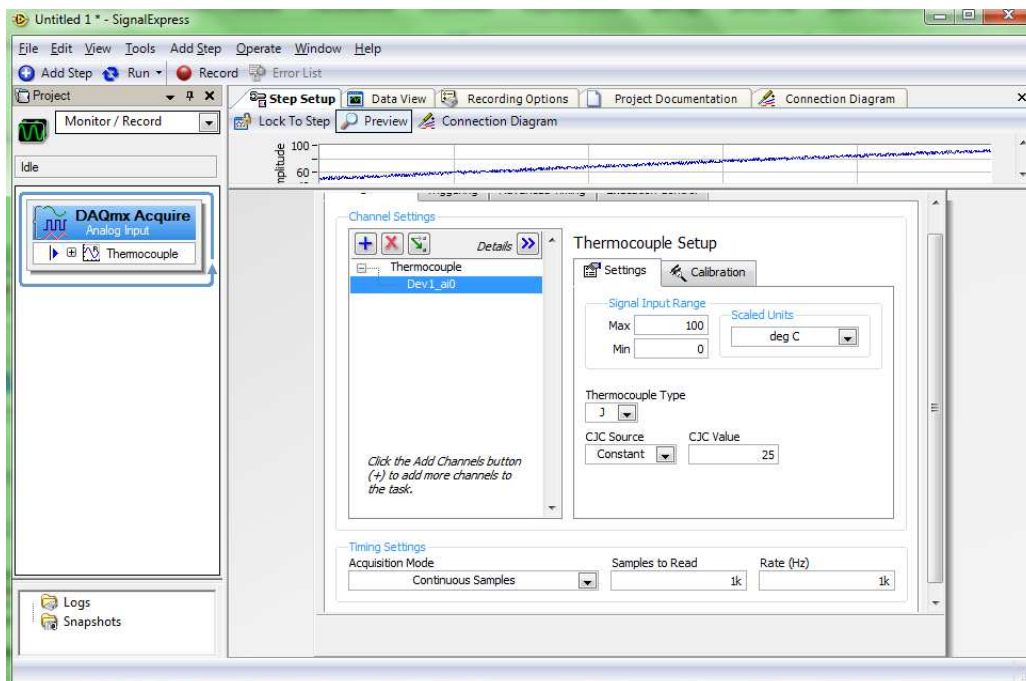 Untitled 1 * - SignalExpress
File Edit View Tools Add Step Operate Window Help
Add Step Run Record Error List
Project
Monitor / Record
Idle
DAQmx Acquire
Analog Input
Thermocouple
Logs
Snapshots
Step Setup Data View Recording Options Project Documentation Connection Diagram
Lock To Step Preview Connection Diagram
100
60
Channel Settings
Details
Thermocouple
Dev1_ai0
Click the Add Channels button
(+) to add more channels to
the task.
Thermocouple Setup
Settings Calibration
Signal Input Range
Max 100
Min 0
Scaled Units
deg C
Thermocouple Type
J
CJC Source CJC Value
Constant 25
Timing Settings
Acquisition Mode Samples to Read Rate (Hz)
Continuous Samples 1k 1k